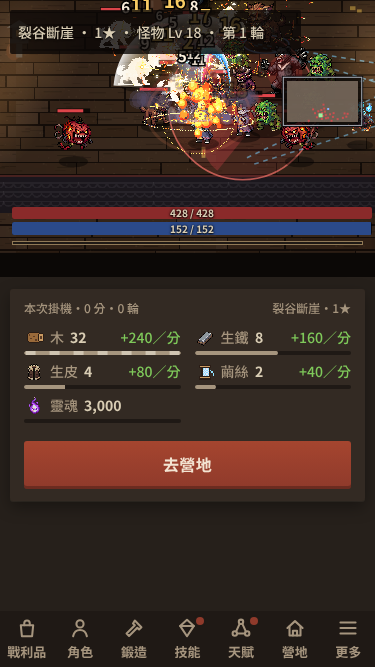 裂谷斷崖 · 1★ · 怪物 Lv 18 · 第 1 輪
428 / 428
152 / 152
本次掛機·0 分·0 輪
裂谷斷崖·1★
木 32 +240／分
生鐵 8 +160／分
生皮 4 +80／分
繭絲 2 +40／分
靈魂 3,000
去營地
戰利品 角色 鍛造 技能 天賦 營地 更多